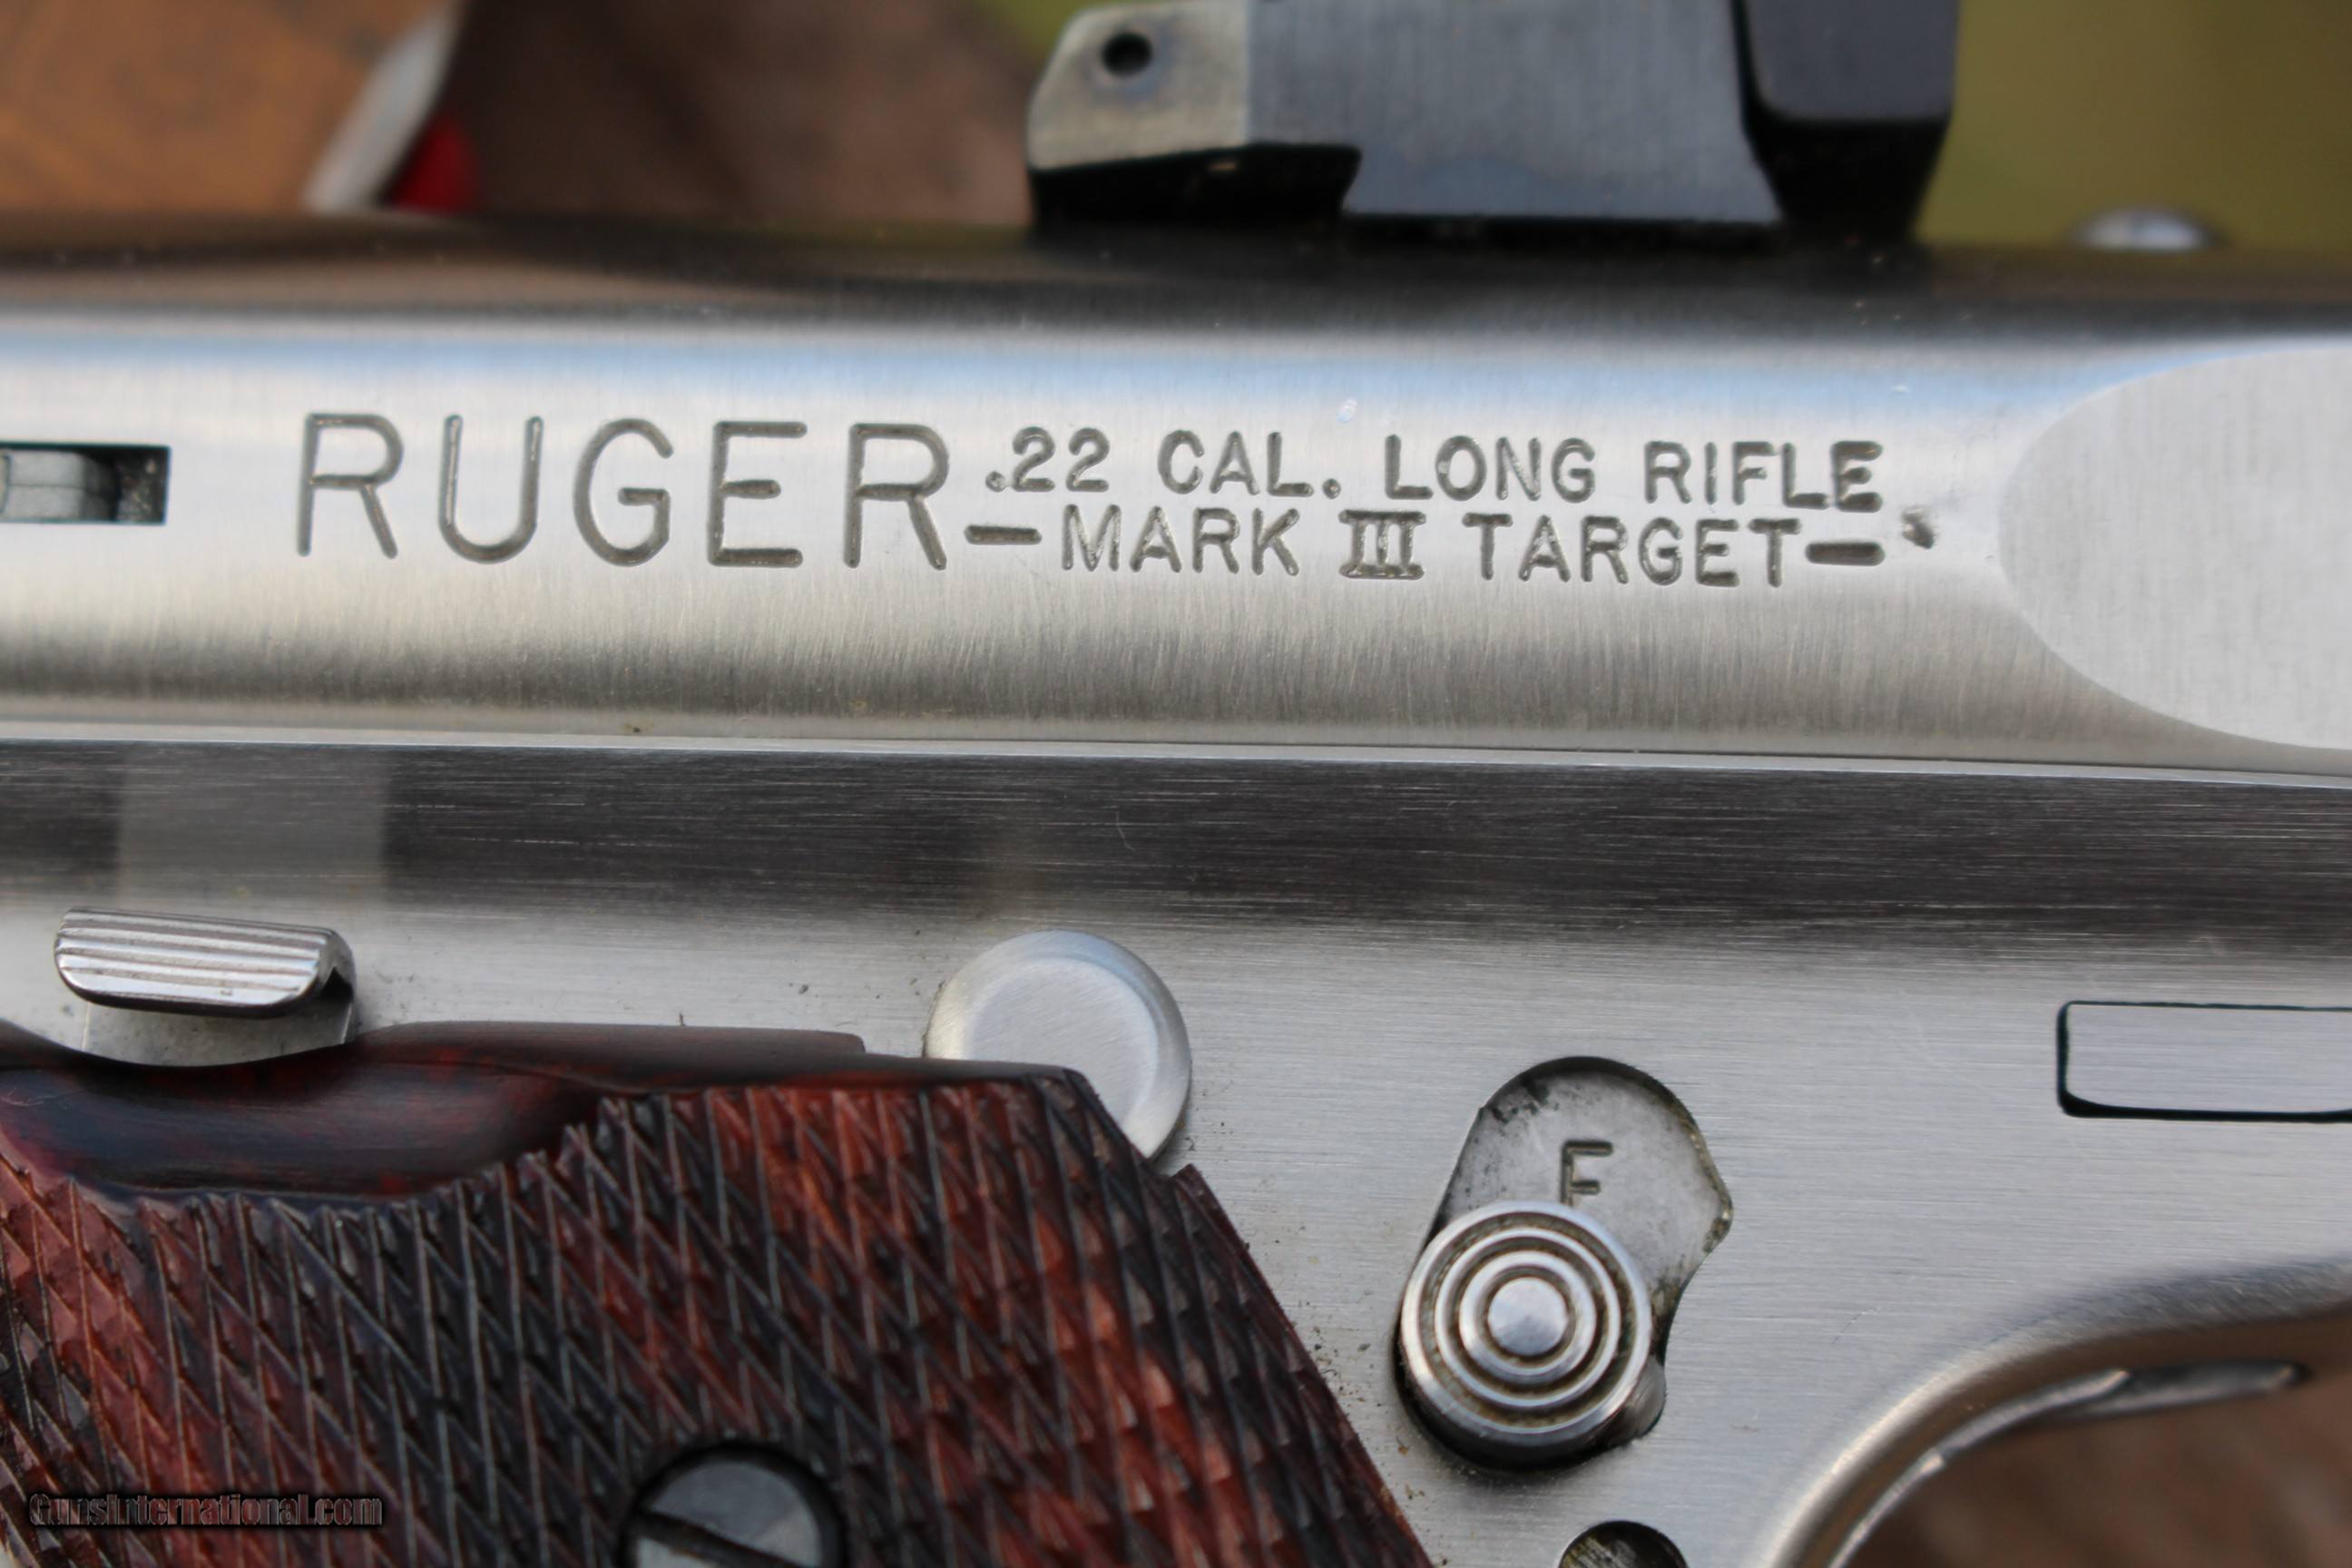 RUGER .22 CAL. LONG RIFLE
—MARK III TARGET—
F
GunsInternational.com